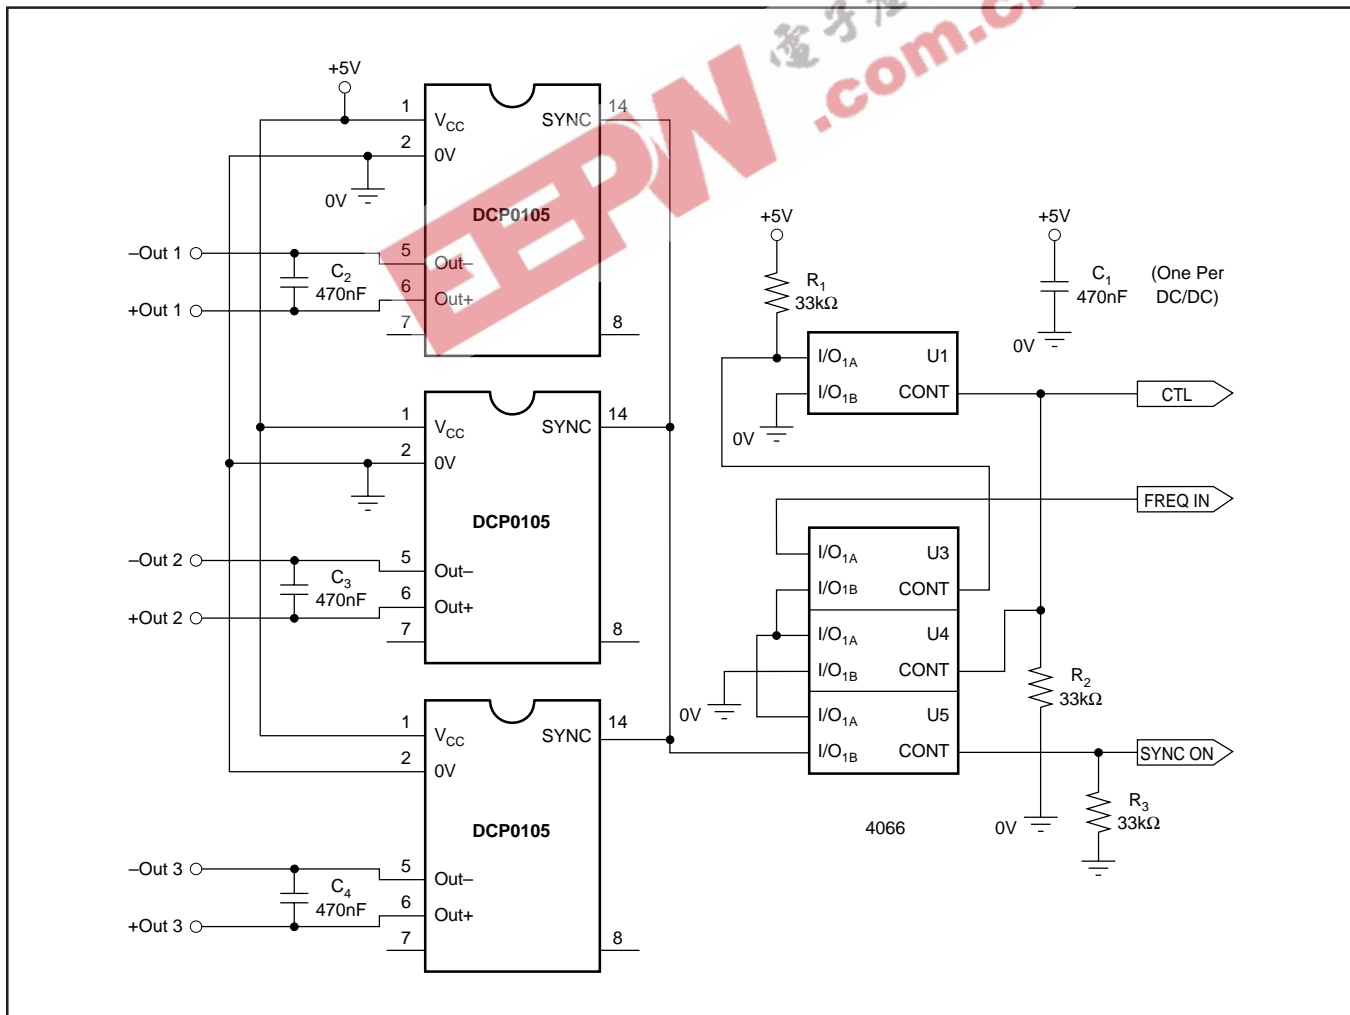 EEPW
.com.c
+5V
1
VCC
SYNC
14
2
0V
0V
DCP0105
–Out 1
5
Out–
C2
470nF
6
Out+
+Out 1
7
8
1
VCC
SYNC
14
2
0V
DCP0105
–Out 2
5
Out–
C3
470nF
6
Out+
+Out 2
7
8
1
VCC
SYNC
14
2
0V
DCP0105
–Out 3
5
Out–
C4
470nF
6
Out+
+Out 3
7
8
+5V
R1
33kΩ
+5V
C1
470nF
(One Per
DC/DC)
0V
I/O1A
U1
I/O1B
CONT
0V
CTL
FREQ IN
I/O1A
U3
I/O1B
CONT
I/O1A
U4
I/O1B
CONT
0V
I/O1A
U5
I/O1B
CONT
R2
33kΩ
SYNC ON
R3
33kΩ
0V
4066